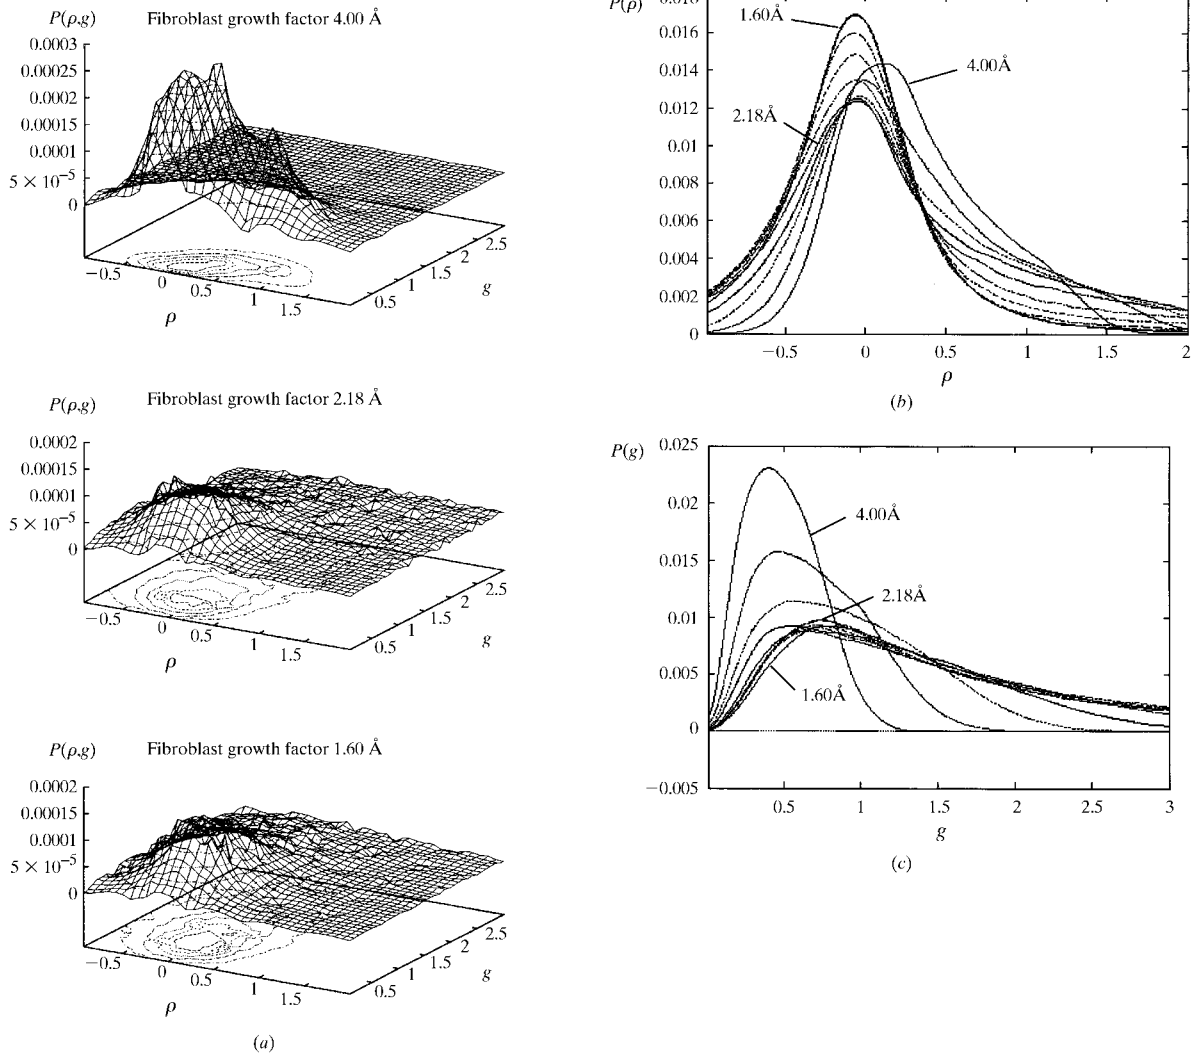 P(ρ,g) Fibroblast growth factor 4.00 Å
0.0003
0.00025
0.0002
0.00015
0.0001
5 × 10⁻⁵
0
−0.5 0 0.5 1 1.5
ρ
0.5 1 1.5 2 2.5
g
P(ρ,g) Fibroblast growth factor 2.18 Å
0.0002
0.00015
0.0001
5 × 10⁻⁵
0
−0.5 0 0.5 1 1.5
ρ
0.5 1 1.5 2 2.5
g
P(ρ,g) Fibroblast growth factor 1.60 Å
0.0002
0.00015
0.0001
5 × 10⁻⁵
0
−0.5 0 0.5 1 1.5
ρ
0.5 1 1.5 2 2.5
g
(a)
P(ρ)
0.016
0.014
0.012
0.010
0.008
0.006
0.004
0.002
0
1.60Å
4.00Å
2.18Å
−0.5 0 0.5 1 1.5 2
ρ
(b)
P(g)
0.025
0.02
0.015
0.01
0.005
0
−0.005
4.00Å
2.18Å
1.60Å
0.5 1 1.5 2 2.5 3
g
(c)